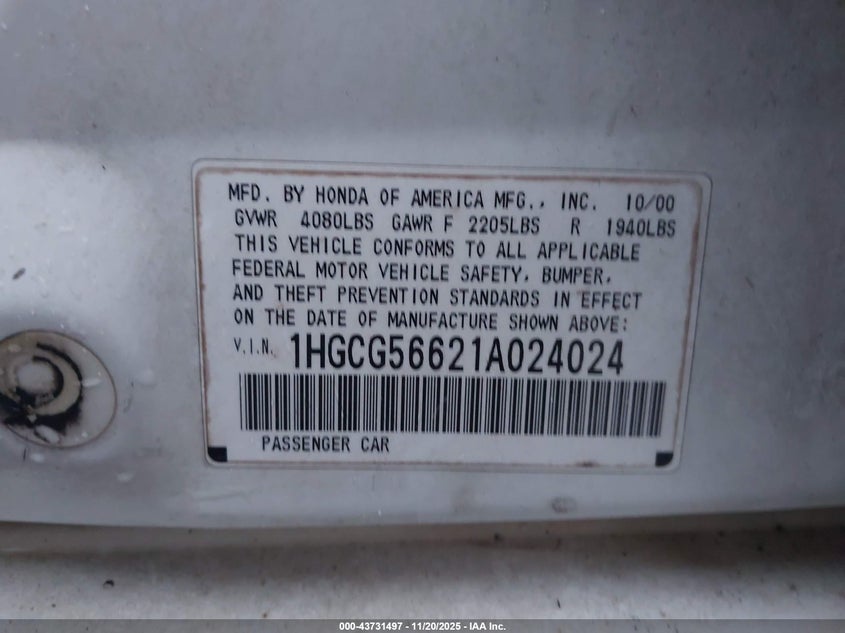 MFD. BY HONDA OF AMERICA MFG., INC. 10/00
GVWR 4080LBS GAWR F 2205LBS R 1940LBS
THIS VEHICLE CONFORMS TO ALL APPLICABLE
FEDERAL MOTOR VEHICLE SAFETY, BUMPER,
AND THEFT PREVENTION STANDARDS IN EFFECT
ON THE DATE OF MANUFACTURE SHOWN ABOVE:
V.I.N. 1HGCG56621A024024
PASSENGER CAR
000-43731497 - 11/20/2025 - IAA Inc.